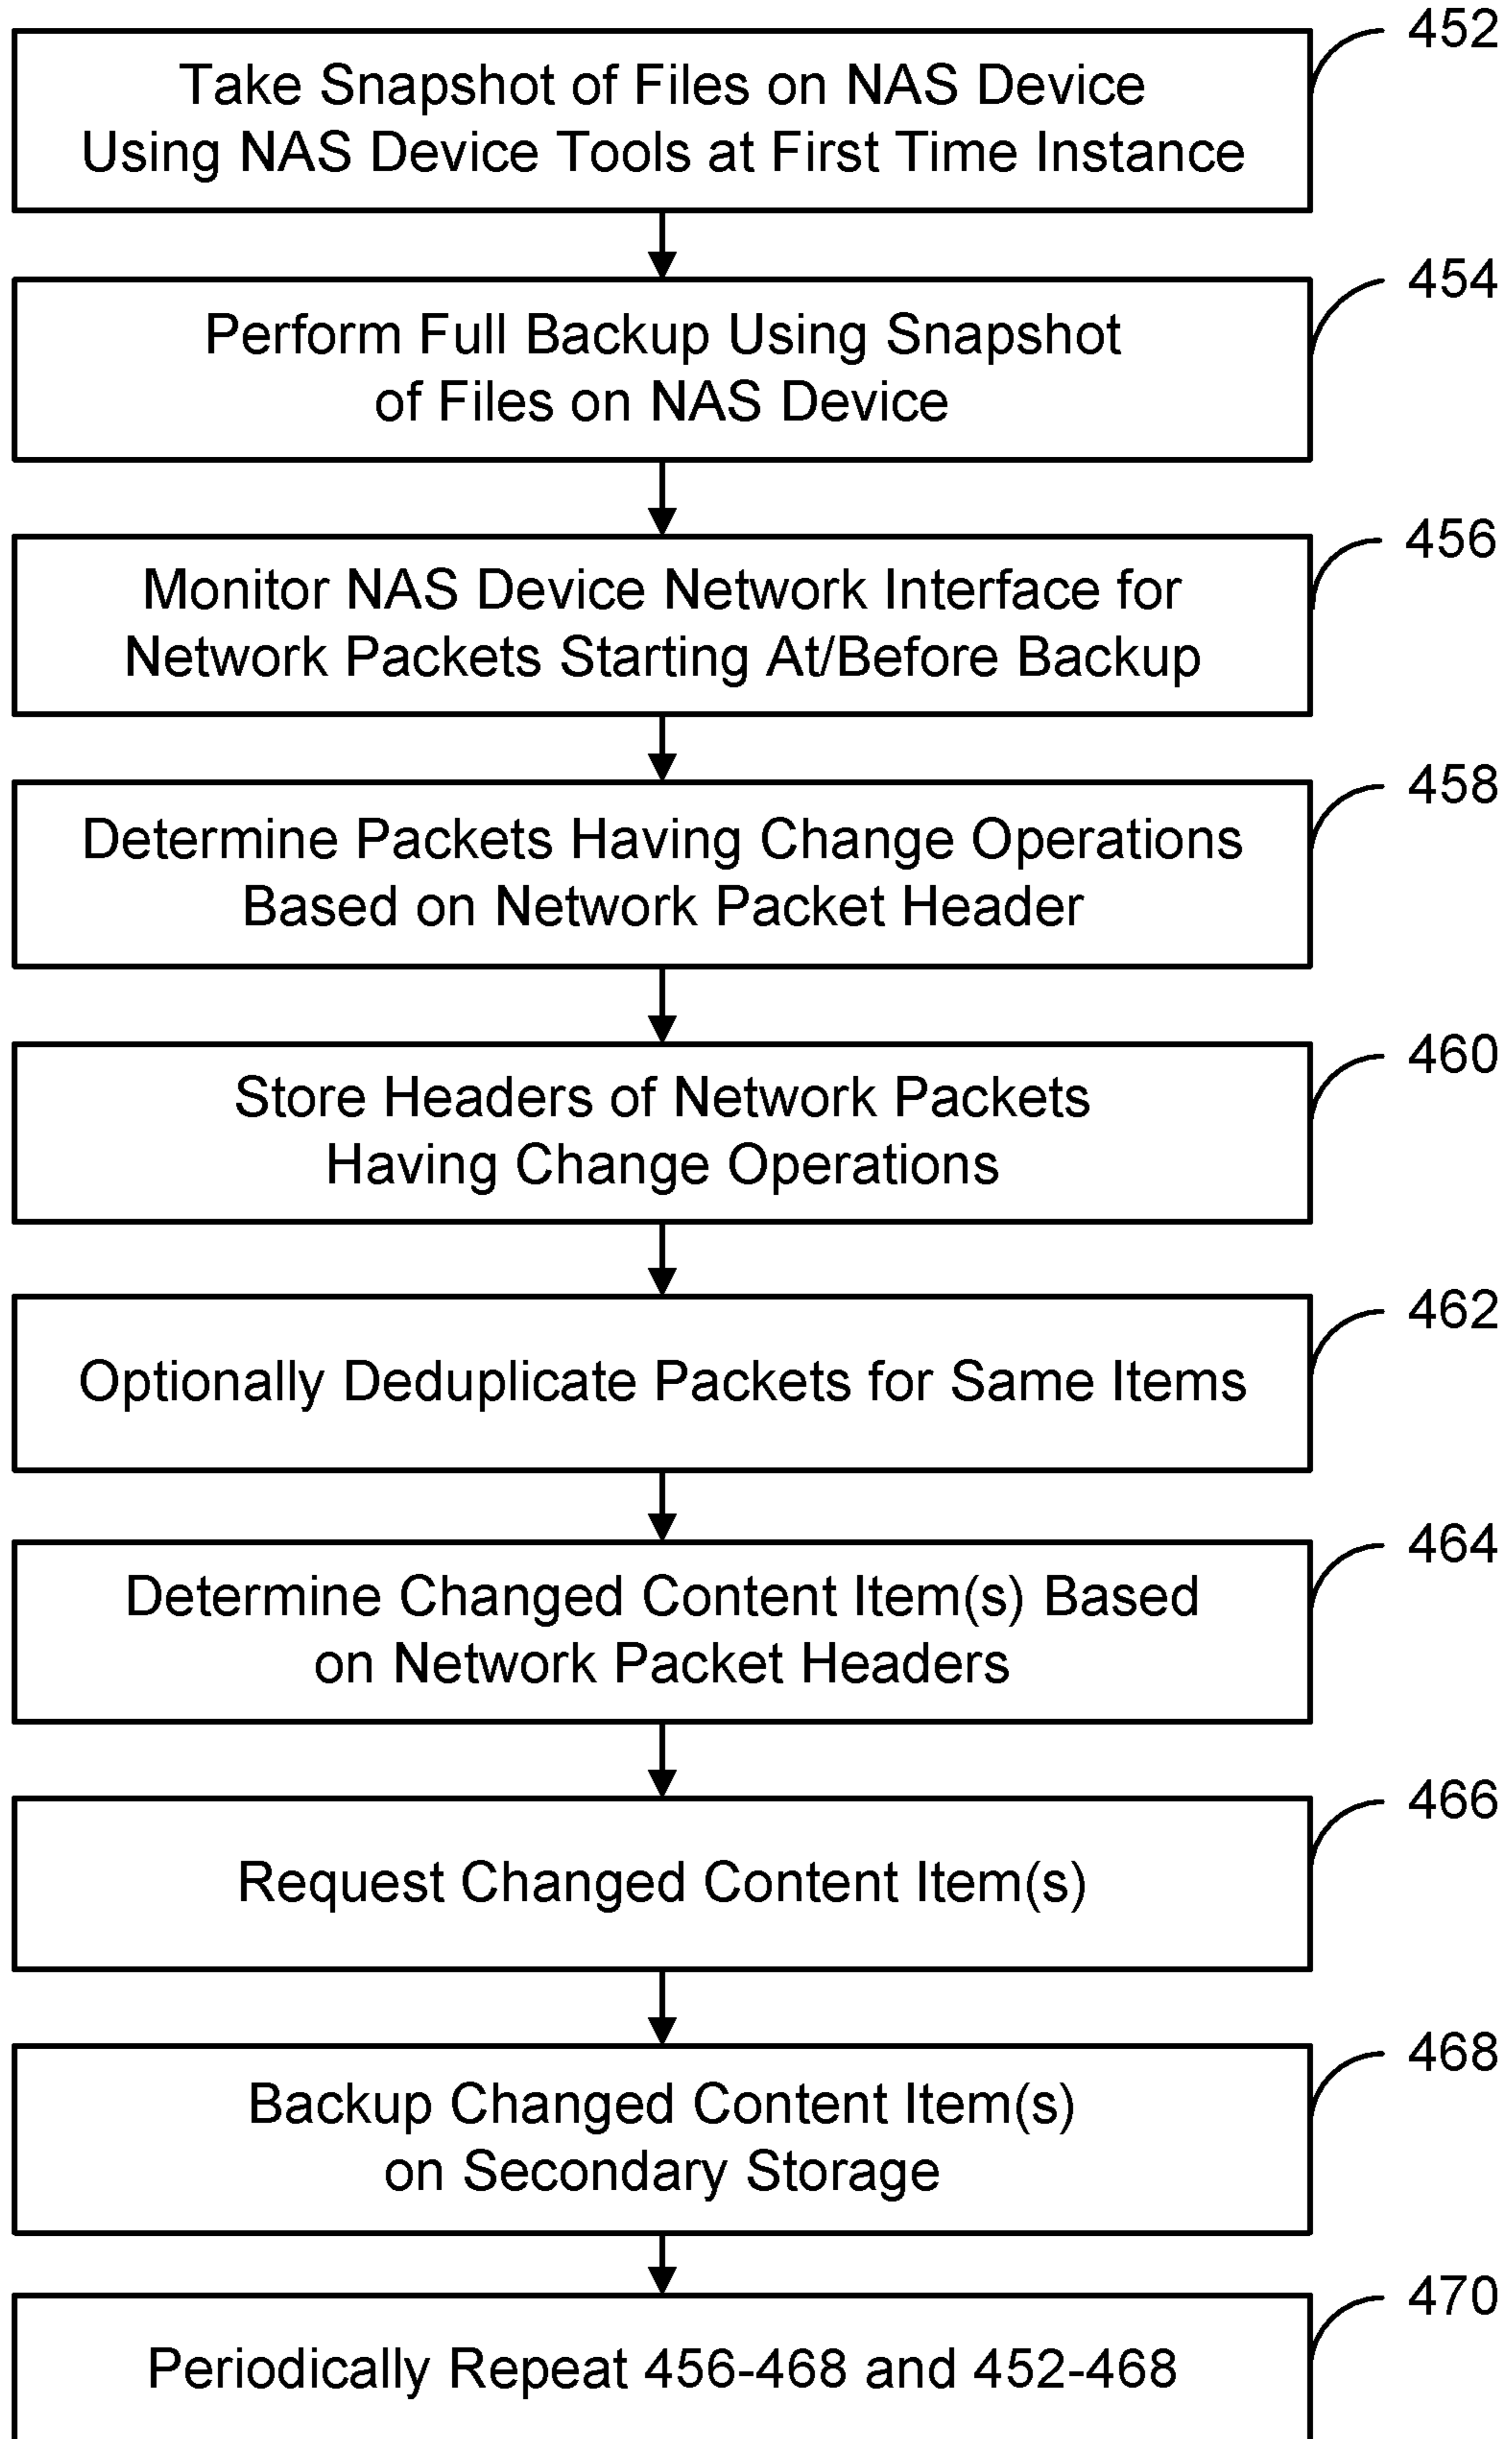 452
Take Snapshot of Files on NAS Device
Using NAS Device Tools at First Time Instance
454
Perform Full Backup Using Snapshot
of Files on NAS Device
456
Monitor NAS Device Network Interface for
Network Packets Starting At/Before Backup
458
Determine Packets Having Change Operations
Based on Network Packet Header
460
Store Headers of Network Packets
Having Change Operations
462
Optionally Deduplicate Packets for Same Items
464
Determine Changed Content Item(s) Based
on Network Packet Headers
466
Request Changed Content Item(s)
468
Backup Changed Content Item(s)
on Secondary Storage
470
Periodically Repeat 456-468 and 452-468